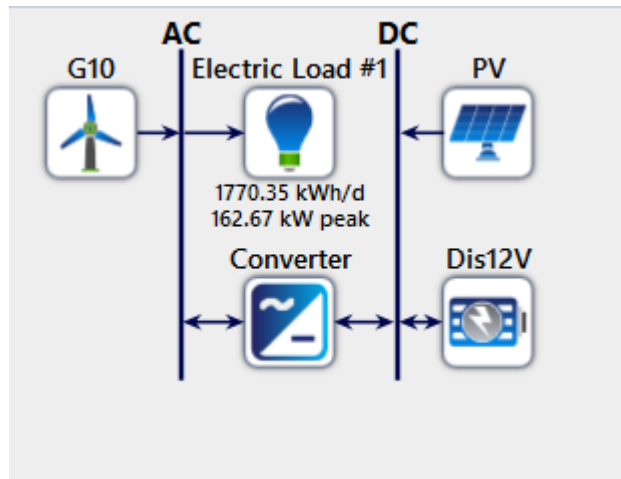 AC
DC
G10
Electric Load #1
PV
1770.35 kWh/d
162.67 kW peak
Converter
Dis12V